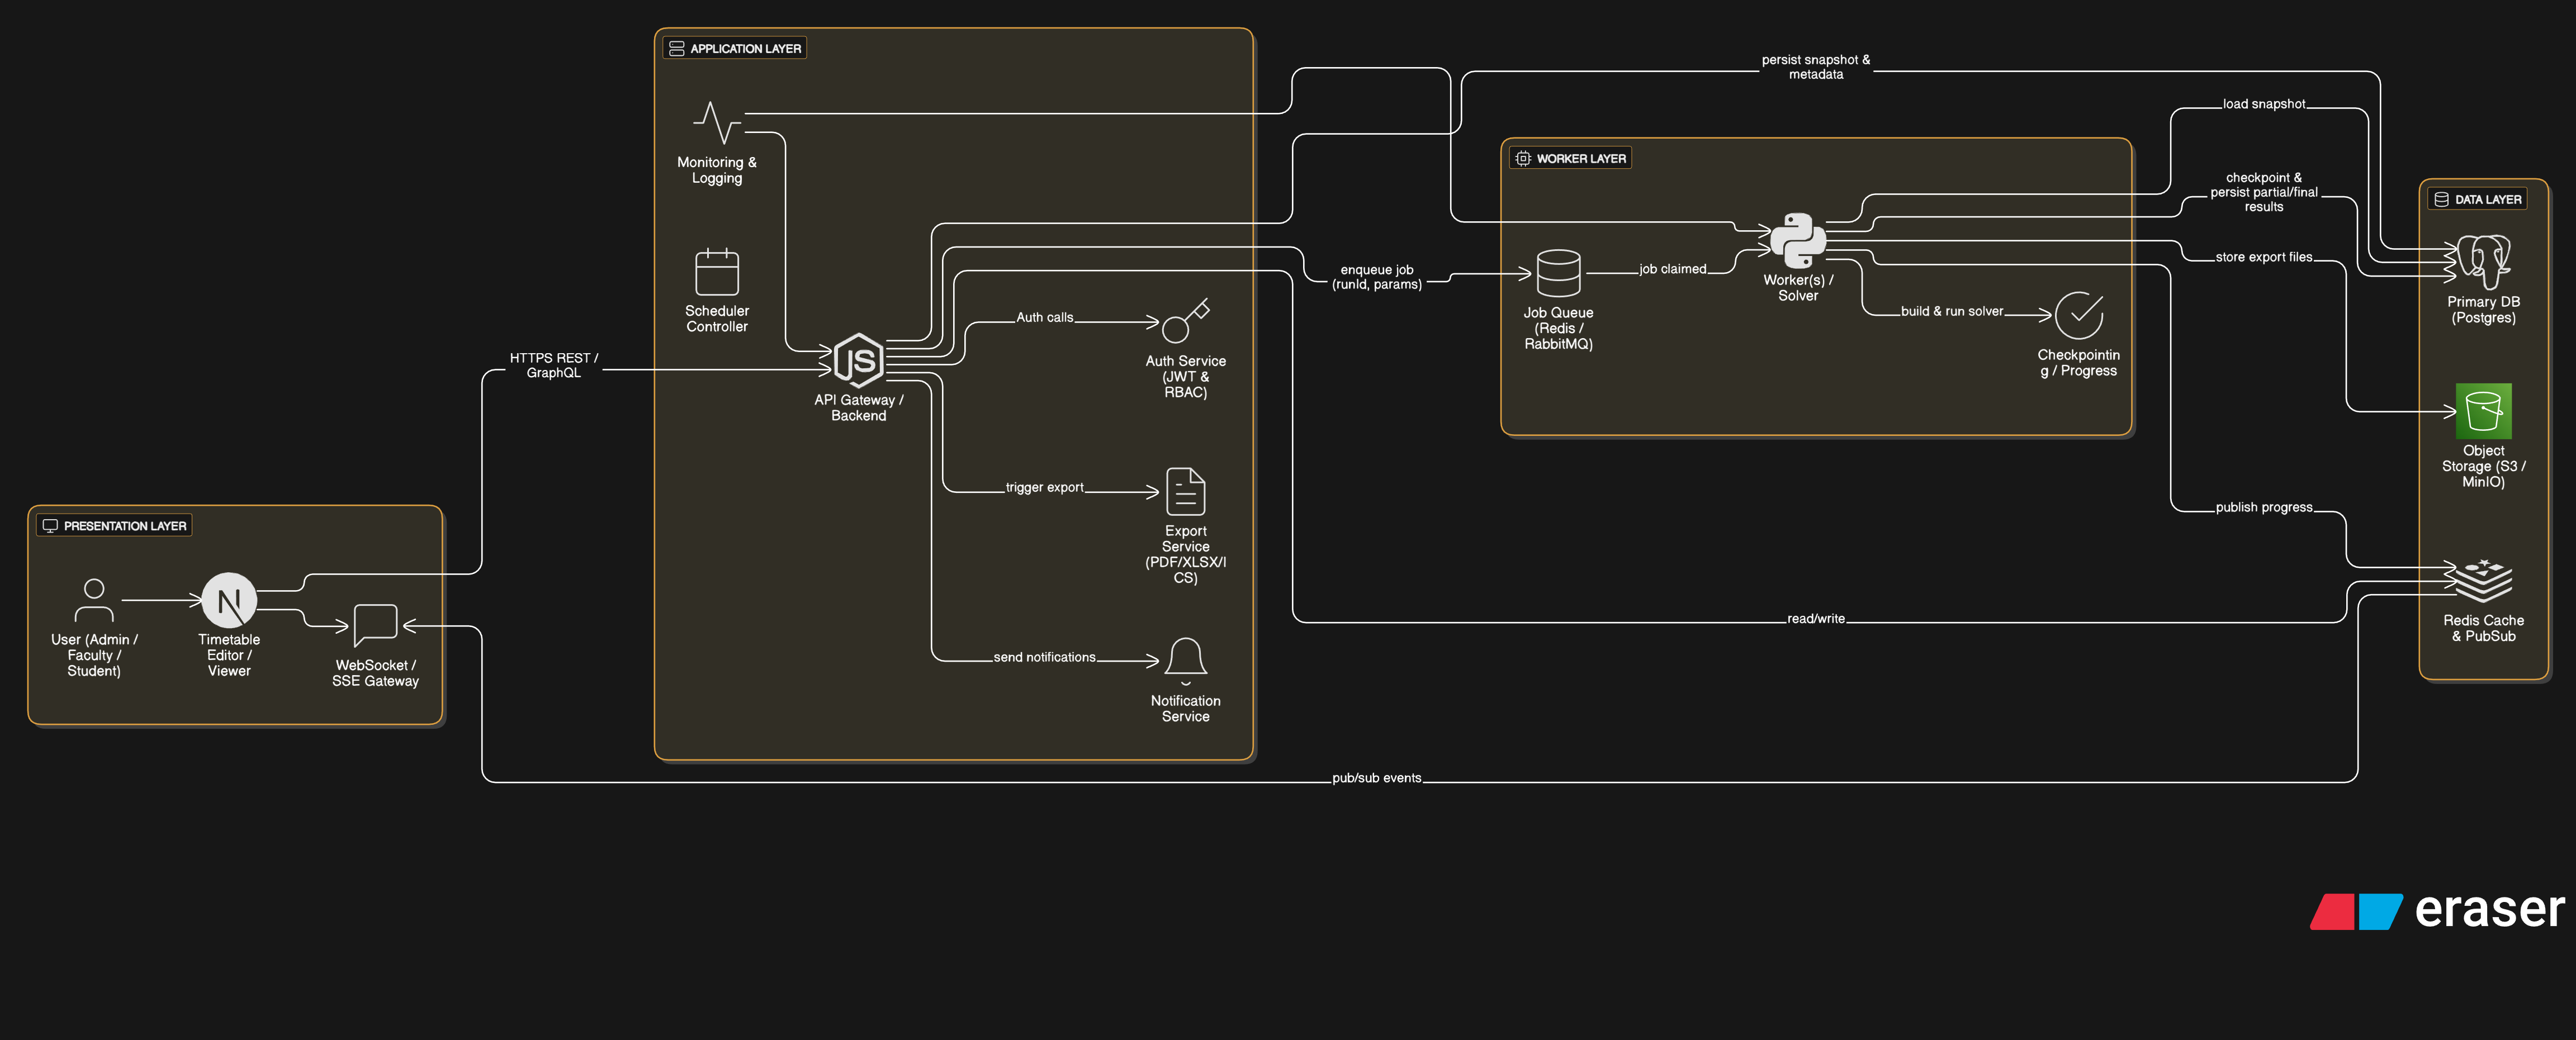 APPLICATION LAYER
Monitoring &
Logging
Scheduler
Controller
API Gateway /
Backend
Auth calls
Auth Service
(JWT &
RBAC)
trigger export
Export
Service
(PDF/XLSX/I
CS)
send notifications
Notification
Service
HTTPS REST /
GraphQL
PRESENTATION LAYER
User (Admin /
Faculty /
Student)
Timetable
Editor /
Viewer
WebSocket /
SSE Gateway
persist snapshot &
metadata
enqueue job
(runId, params)
WORKER LAYER
Job Queue
(Redis /
RabbitMQ)
job claimed
Worker(s) /
Solver
build & run solver
Checkpointin
g / Progress
load snapshot
checkpoint &
persist partial/final
results
store export files
publish progress
read/write
pub/sub events
DATA LAYER
Primary DB
(Postgres)
Object
Storage (S3 /
MinIO)
Redis Cache
& PubSub
eraser